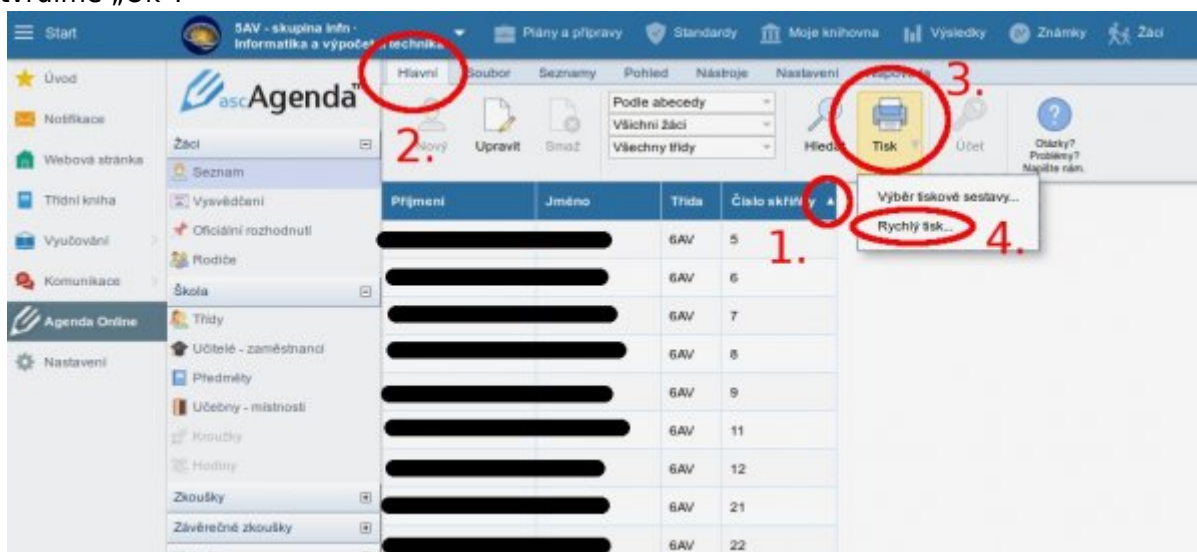 Start
5AV - skupina infn ·
Informatika a výpočetní technika
Plány a přípravy
Standardy
Moje knihovna
Výsledky
Známky
Žáci
Úvod
Notifikace
Webová stránka
Třídní kniha
Vyučování
Komunikace
Agenda Online
Nastavení
ascAgenda
Žáci
Seznam
Vysvědčení
Oficiální rozhodnutí
Rodiče
Škola
Třídy
Učitelé - zaměstnanci
Předměty
Učebny - místnosti
Kroužky
Hodiny
Zkoušky
Závěrečné zkoušky
Hlavní Soubor Seznamy Pohled Nástroje Nastavení Nápověda
2. Nový Upravit Smaž
Podle abecedy
Všichni žáci
Všechny třídy
Hledat Tisk 3. Účet
Otázky?
Problémy?
Napište nám.
Příjmení Jméno Třída Číslo skříňky
1.
Výběr tiskové sestavy...
Rychlý tisk...
4.
6AV 5
6AV 6
6AV 7
6AV 8
6AV 9
6AV 11
6AV 12
6AV 21
6AV 22